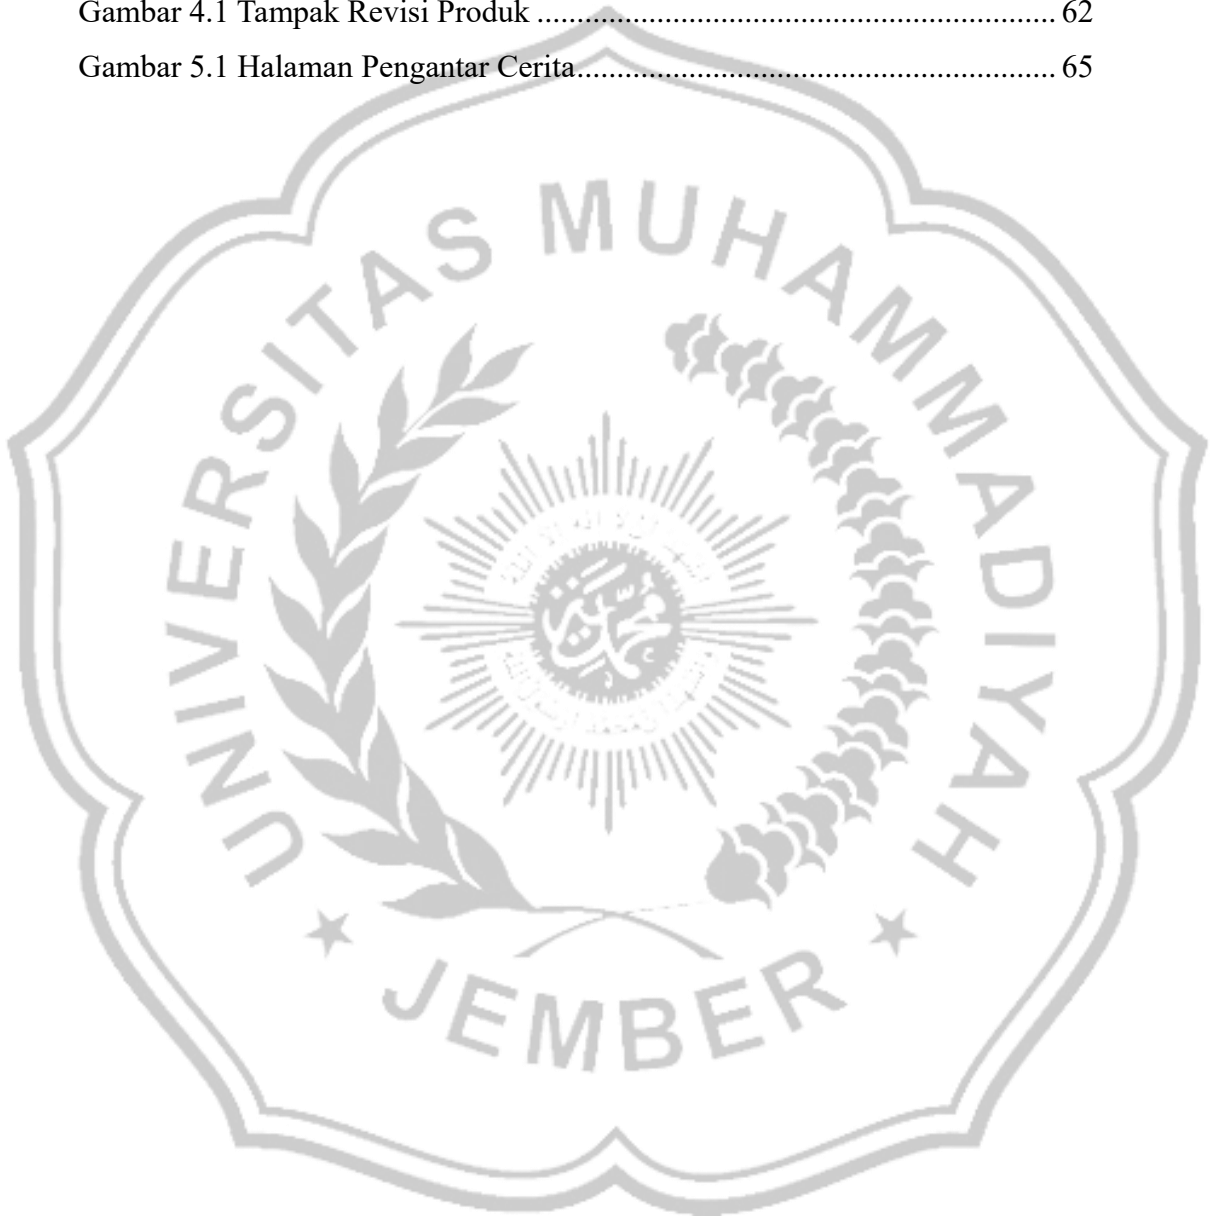 Gambar 4.1 Tampak Revisi Produk ................................................................. 62
Gambar 5.1 Halaman Pengantar Cerita............................................................ 65
UNIVERSITAS MUHAMMADIYAH
JEMBER